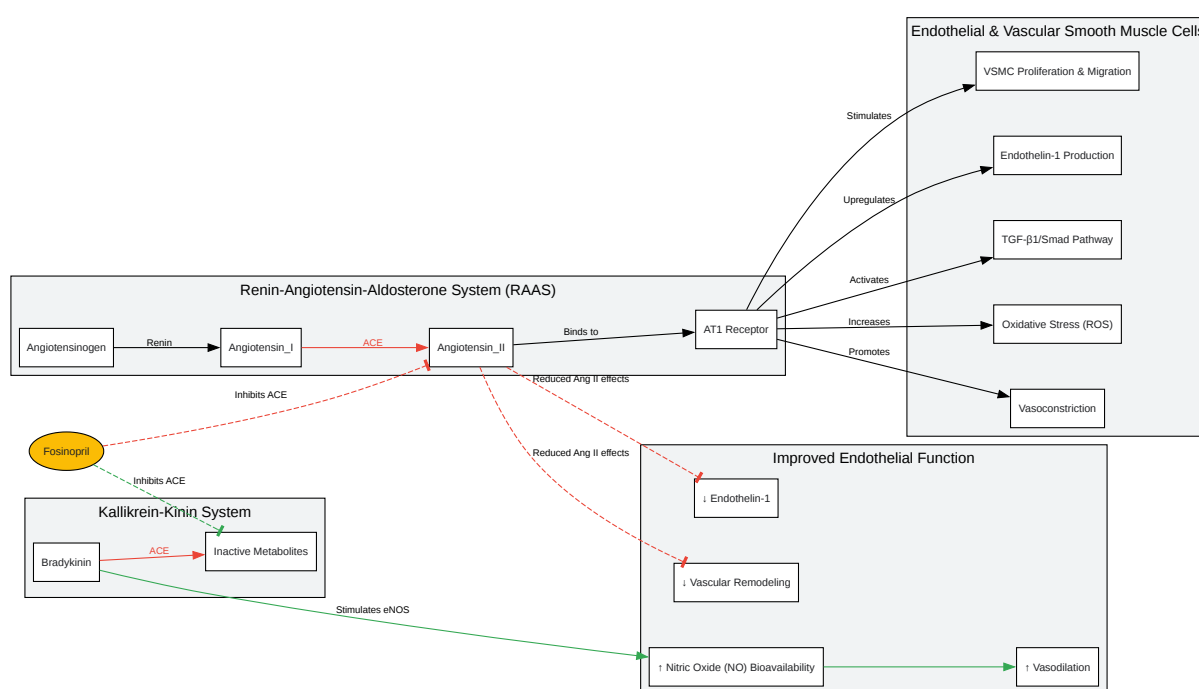 Endothelial & Vascular Smooth Muscle Cells
VSMC Proliferation & Migration
Stimulates
Endothelin-1 Production
Upregulates
TGF-β1/Smad Pathway
Activates
Renin-Angiotensin-Aldosterone System (RAAS)
Increases
Oxidative Stress (ROS)
Angiotensinogen
Renin
Angiotensin_I
ACE
Angiotensin_II
Binds to
AT1 Receptor
Promotes
Vasoconstriction
Reduced Ang II effects
Inhibits ACE
Fosinopril
Reduced Ang II effects
Improved Endothelial Function
Inhibits ACE
↓ Endothelin-1
Kallikrein-Kinin System
Bradykinin
ACE
Inactive Metabolites
↓ Vascular Remodeling
Stimulates eNOS
↑ Nitric Oxide (NO) Bioavailability
↑ Vasodilation